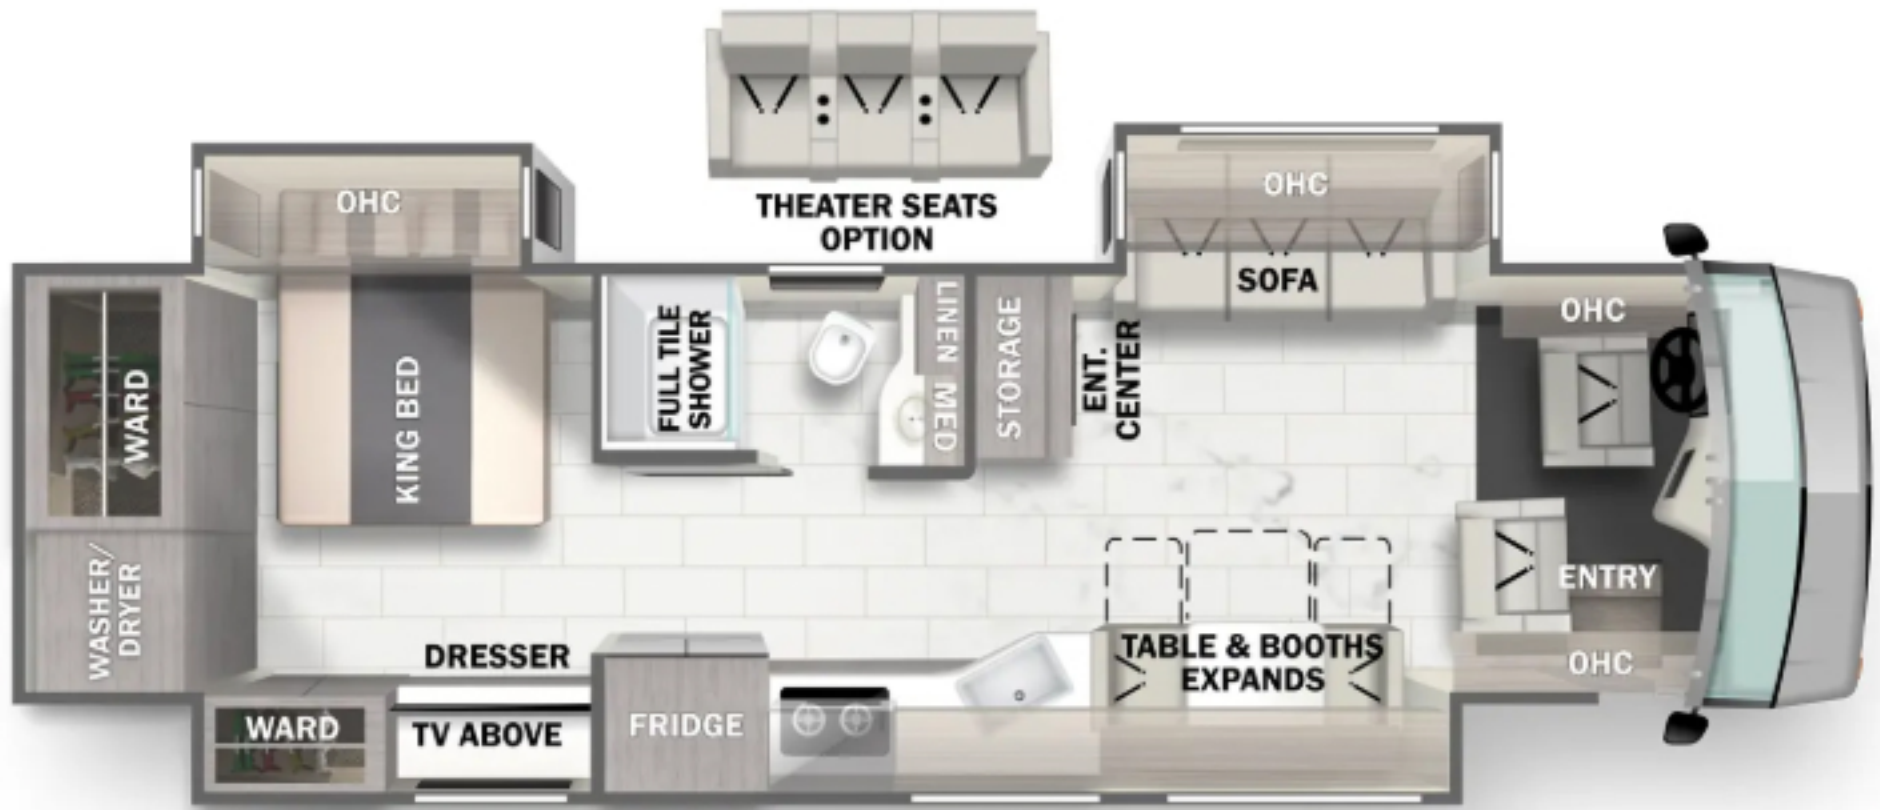 THEATER SEATS
OPTION
OHC
OHC
SOFA
OHC
WARD
KING BED
FULL TILE
SHOWER
LINEN
MED
STORAGE
ENT.
CENTER
WASHER/
DRYER
ENTRY
DRESSER
TABLE & BOOTHS
EXPANDS
OHC
WARD
TV ABOVE
FRIDGE